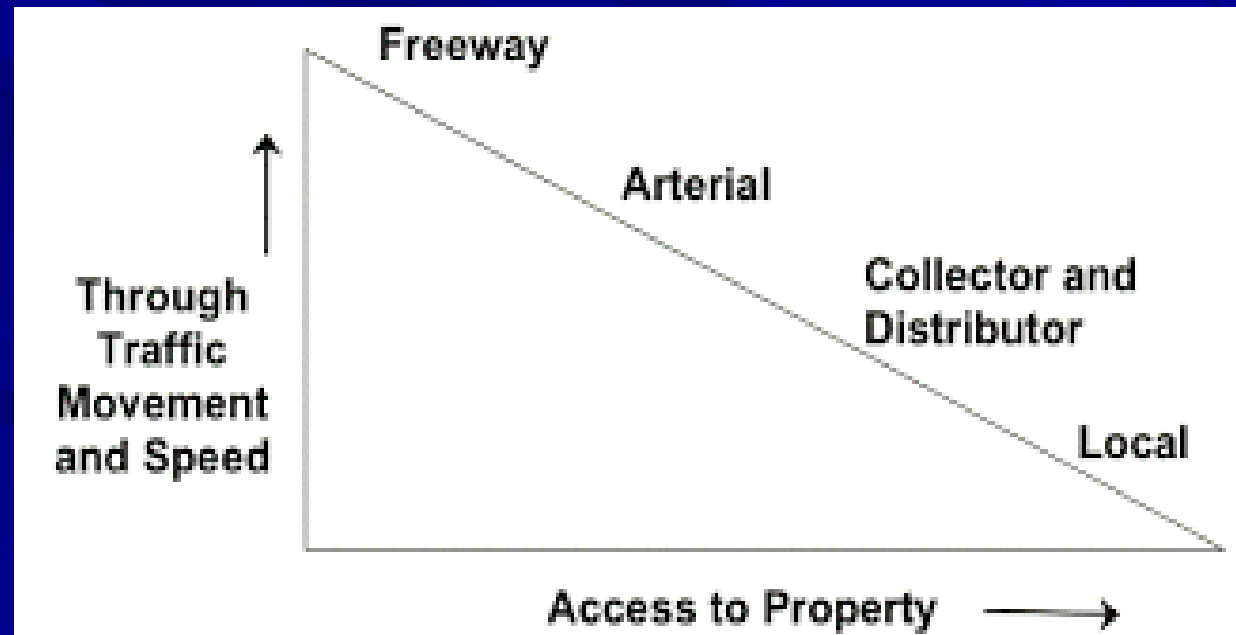 Freeway
Arterial
Collector and
Distributor
Local
Through
Traffic
Movement
and Speed
Access to Property